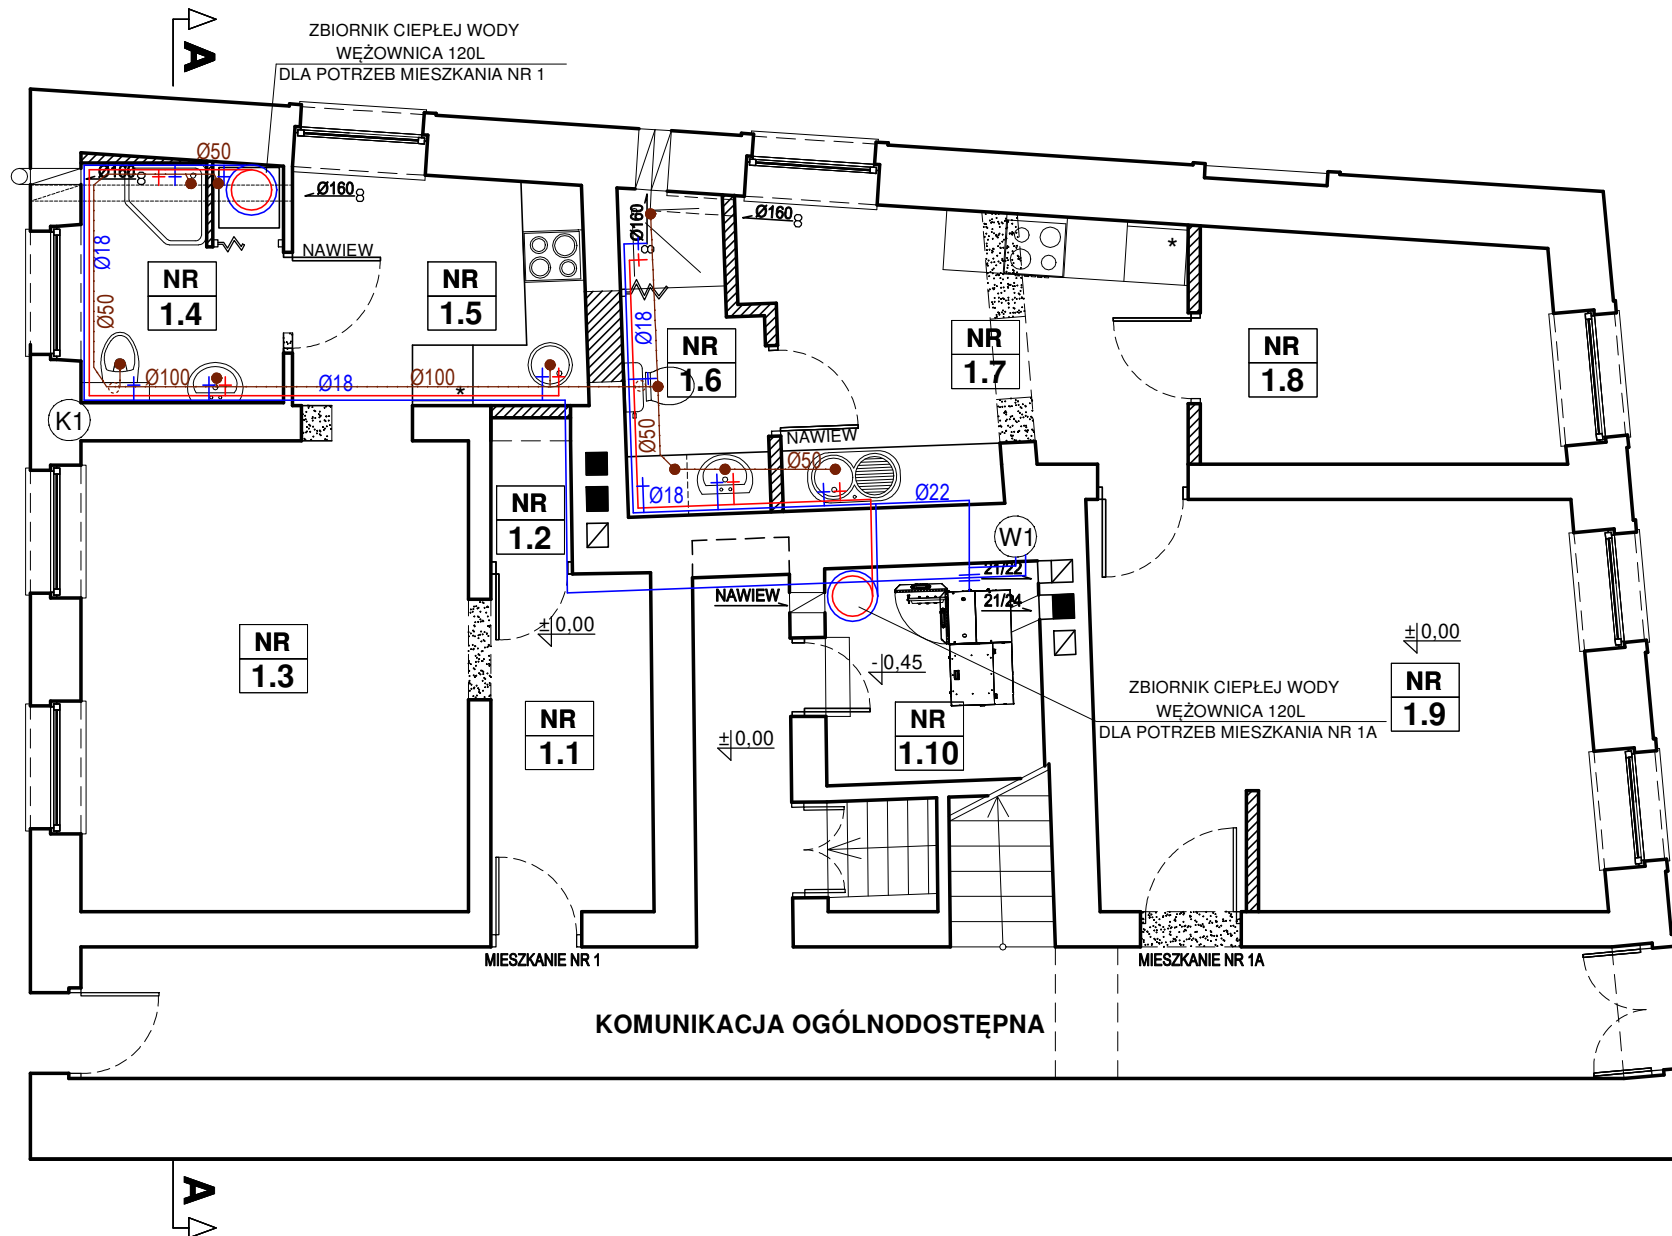 A
ZBIORNIK CIEPŁEJ WODY
WĘŻOWNICA 120L
DLA POTRZEB MIESZKANIA NR 1
Ø50
Ø160
Ø160
Ø160
Ø160
NAWIEW
Ø18
NR
1.4
NR
1.5
Ø50
Ø18
NR
1.6
NR
1.7
NR
1.8
*
Ø100
Ø18
Ø100
*
K1
Ø50
NAWIEW
Ø50
Ø18
Ø22
NR
1.2
W1
21/22
21/24
NAWIEW
±0,00
±0,00
NR
1.3
-0,45
ZBIORNIK CIEPŁEJ WODY
WĘŻOWNICA 120L
DLA POTRZEB MIESZKANIA NR 1A
NR
1.9
NR
1.1
±0,00
NR
1.10
MIESZKANIE NR 1
MIESZKANIE NR 1A
KOMUNIKACJA OGÓLNODOSTĘPNA
A